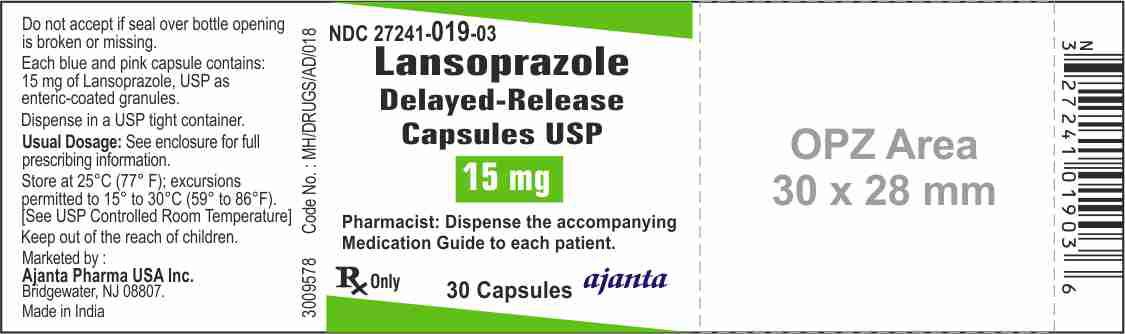 Do not accept if seal over bottle opening
is broken or missing.
Each blue and pink capsule contains:
15 mg of Lansoprazole, USP as
enteric-coated granules.
Dispense in a USP tight container.
Usual Dosage: See enclosure for full
prescribing information.
Store at 25°C (77° F); excursions
permitted to 15° to 30°C (59° to 86°F).
[See USP Controlled Room Temperature]
Keep out of the reach of children.
Marketed by :
Ajanta Pharma USA Inc.
Bridgewater, NJ 08807.
Made in India
3009578 Code No. : MH/DRUGS/AD/018
NDC 27241-019-03
Lansoprazole
Delayed-Release
Capsules USP
15 mg
Pharmacist: Dispense the accompanying
Medication Guide to each patient.
Rx Only
30 Capsules
ajanta
OPZ Area
30 x 28 mm
N
3 27241 01903 6